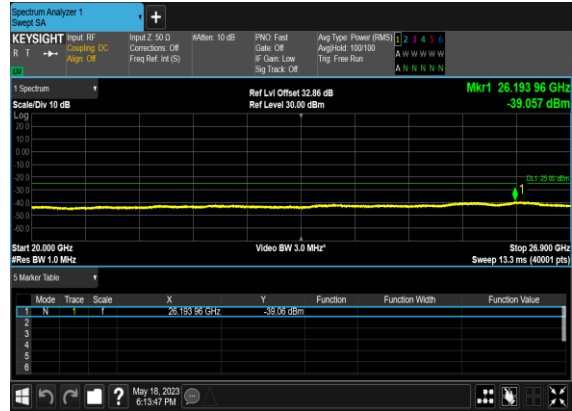 Spectrum Analyzer 1
Swept SA
+
KEYSIGHT Input: RF Input Z: 50 Ω #Atten: 10 dB PNO: Fast Avg Type: Power (RMS) 1 2 3 4 5 6
R T Coupling: DC Corrections: Off Gate: Off Avg|Hold: 100/100 A W W W W W
Align: Off Freq Ref: Int (S) IF Gain: Low Trig: Free Run
LW Sig Track: Off A N N N N N
1 Spectrum Ref Lvl Offset 32.86 dB Mkr1 26.193 96 GHz
Scale/Div 10 dB Ref Level 30.00 dBm -39.057 dBm
Log
20.0
10.0
0.00
-10.0
-20.0 DL1 -25.00 dBm
-30.0 1
-40.0
-50.0
-60.0
Start 20.000 GHz Video BW 3.0 MHz* Stop 26.900 GHz
#Res BW 1.0 MHz Sweep 13.3 ms (40001 pts)
5 Marker Table
Mode Trace Scale X Y Function Function Width Function Value
1 N 1 f 26.193 96 GHz -39.06 dBm
2
3
4
5
6
? May 18, 2023
6:13:47 PM